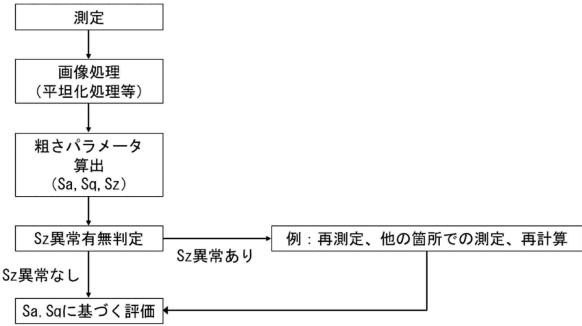 測定
画像処理
（平坦化処理等）
粗さパラメータ
算出
（Sa,Sq,Sz）
Sz異常有無判定
Sz異常あり
例：再測定、他の箇所での測定、再計算
Sz異常なし
Sa,Sqに基づく評価